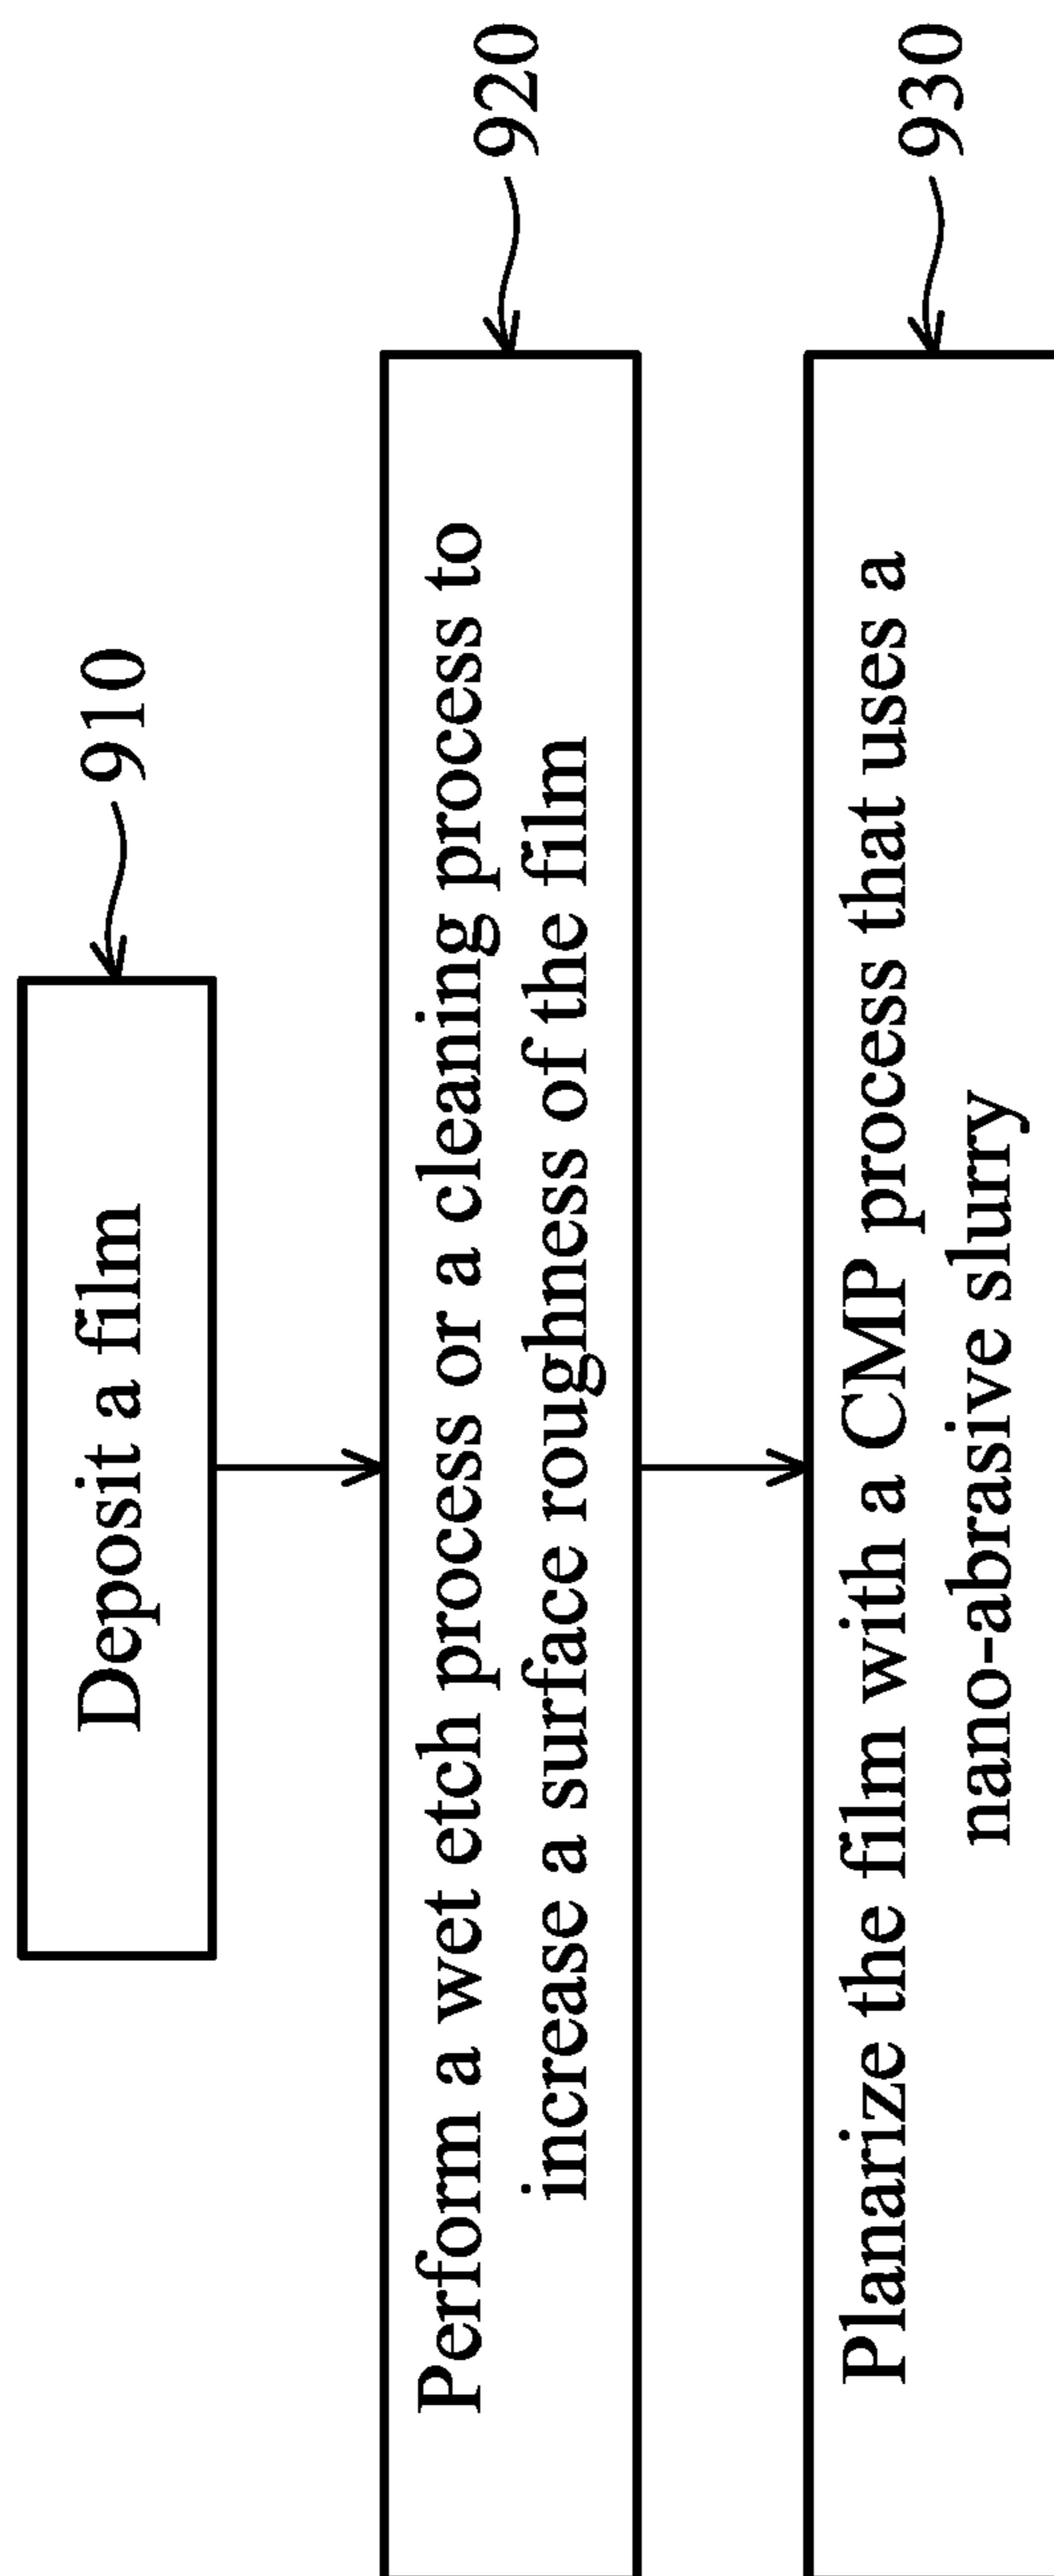 Deposit a film
910
Perform a wet etch process or a cleaning process to
increase a surface roughness of the film
920
Planarize the film with a CMP process that uses a
nano-abrasive slurry
930